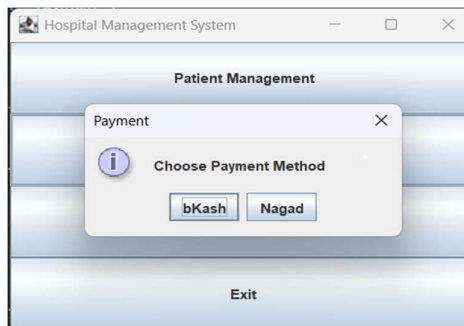 Hospital Management System
Patient Management
Payment
Choose Payment Method
bKash Nagad
Exit